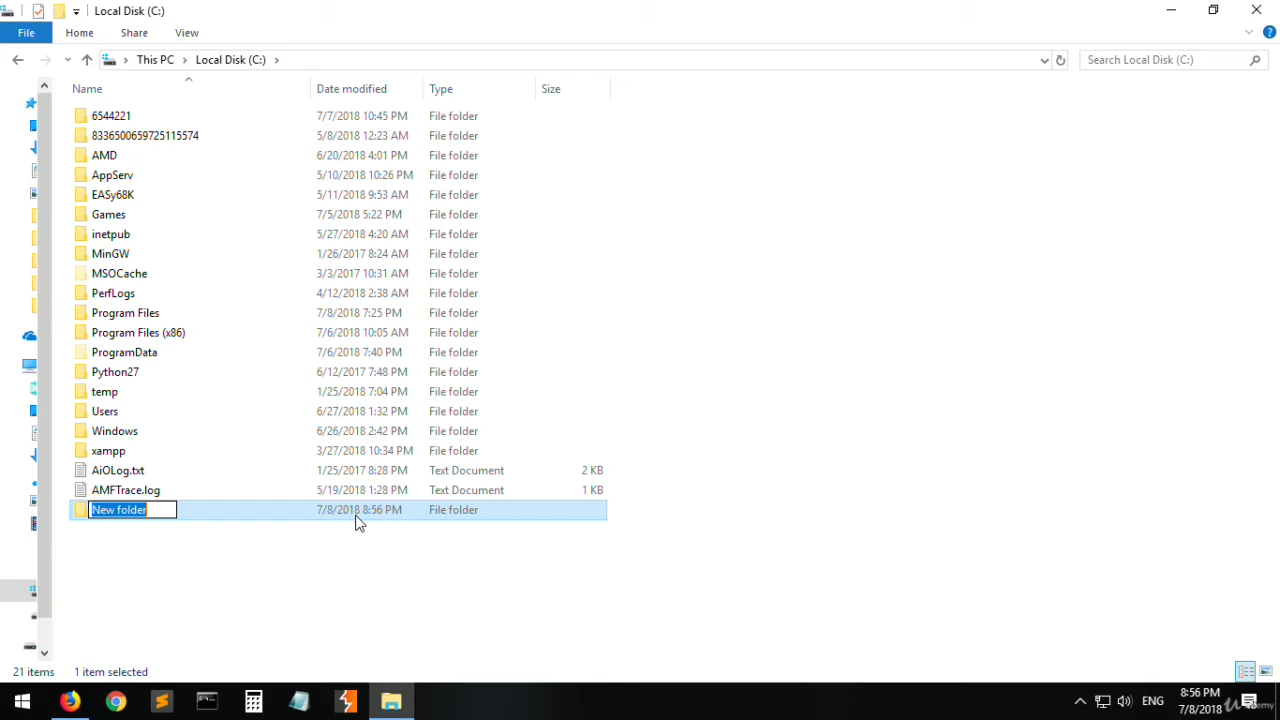 Local Disk (C:)
File Home Share View
This PC Local Disk (C:) Search Local Disk (C:)
Name Date modified Type Size
6544221 7/7/2018 10:45 PM File folder
8336500659725115574 5/8/2018 12:23 AM File folder
AMD 6/20/2018 4:01 PM File folder
AppServ 5/10/2018 10:26 PM File folder
EASy68K 5/11/2018 9:53 AM File folder
Games 7/5/2018 5:22 PM File folder
inetpub 5/27/2018 4:20 AM File folder
MinGW 1/26/2017 8:24 AM File folder
MSOCache 3/3/2017 10:31 AM File folder
PerfLogs 4/12/2018 2:38 AM File folder
Program Files 7/8/2018 7:25 PM File folder
Program Files (x86) 7/6/2018 10:05 AM File folder
ProgramData 7/6/2018 7:40 PM File folder
Python27 6/12/2017 7:48 PM File folder
temp 1/25/2018 7:04 PM File folder
Users 6/27/2018 1:32 PM File folder
Windows 6/26/2018 2:42 PM File folder
xampp 3/27/2018 10:34 PM File folder
AiOLog.txt 1/25/2017 8:28 PM Text Document 2 KB
AMFTrace.log 5/19/2018 1:28 PM Text Document 1 KB
New folder 7/8/2018 8:56 PM File folder
21 items 1 item selected
ENG 8:56 PM
7/8/2018 Udemy